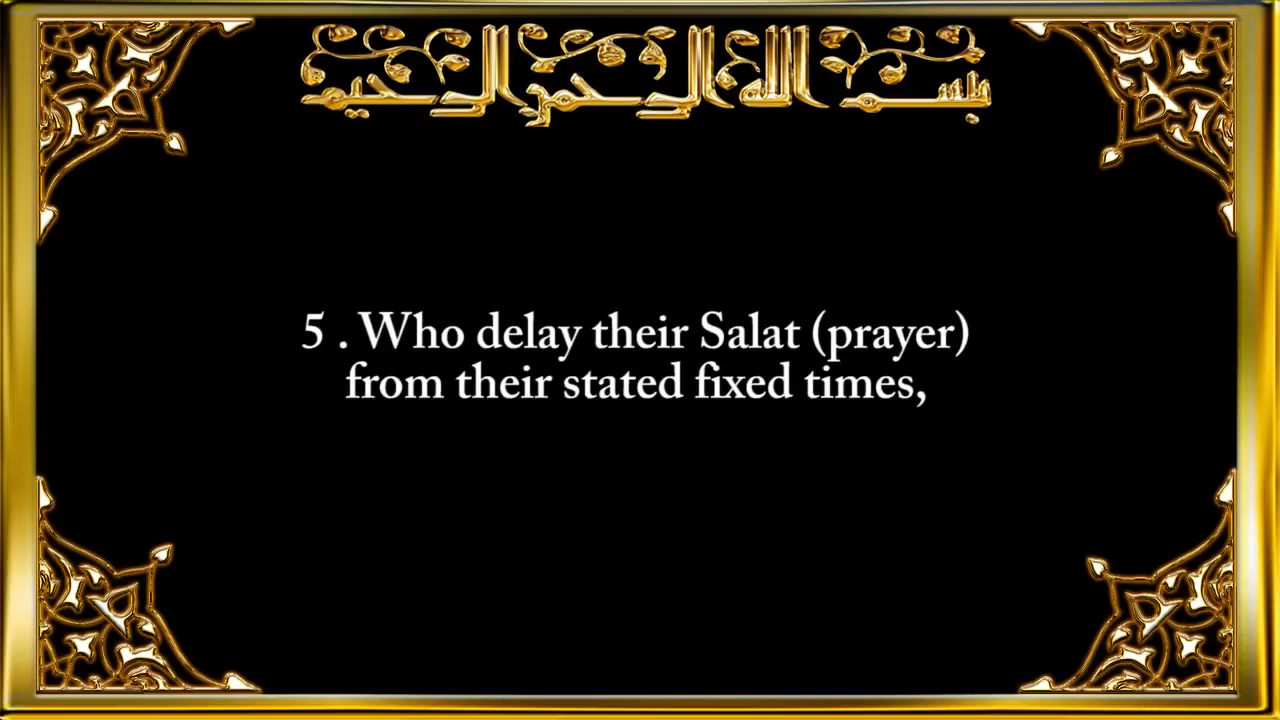 بسم الله الرحمن الرحيم
5 . Who delay their Salat (prayer)
from their stated fixed times,